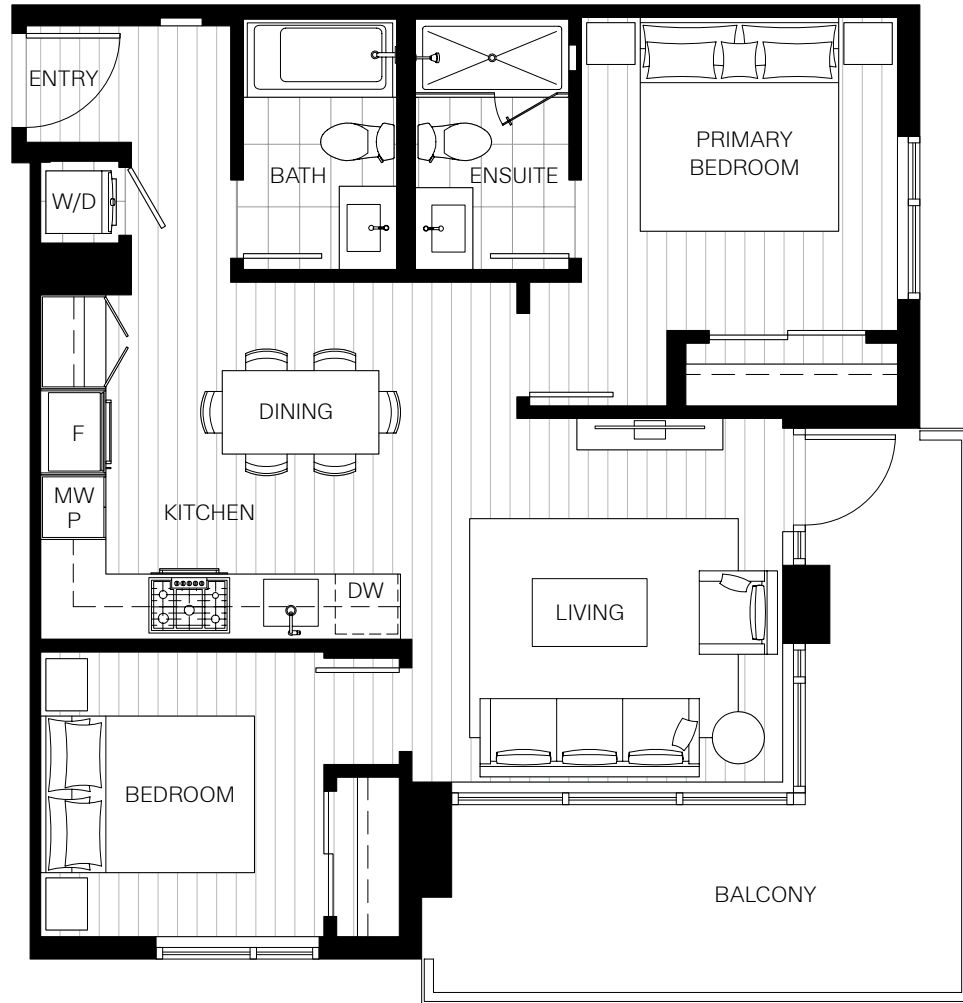 ENTRY
W/D
BATH
ENSUITE
PRIMARY
BEDROOM
F
DINING
MW
P
KITCHEN
DW
LIVING
BEDROOM
BALCONY